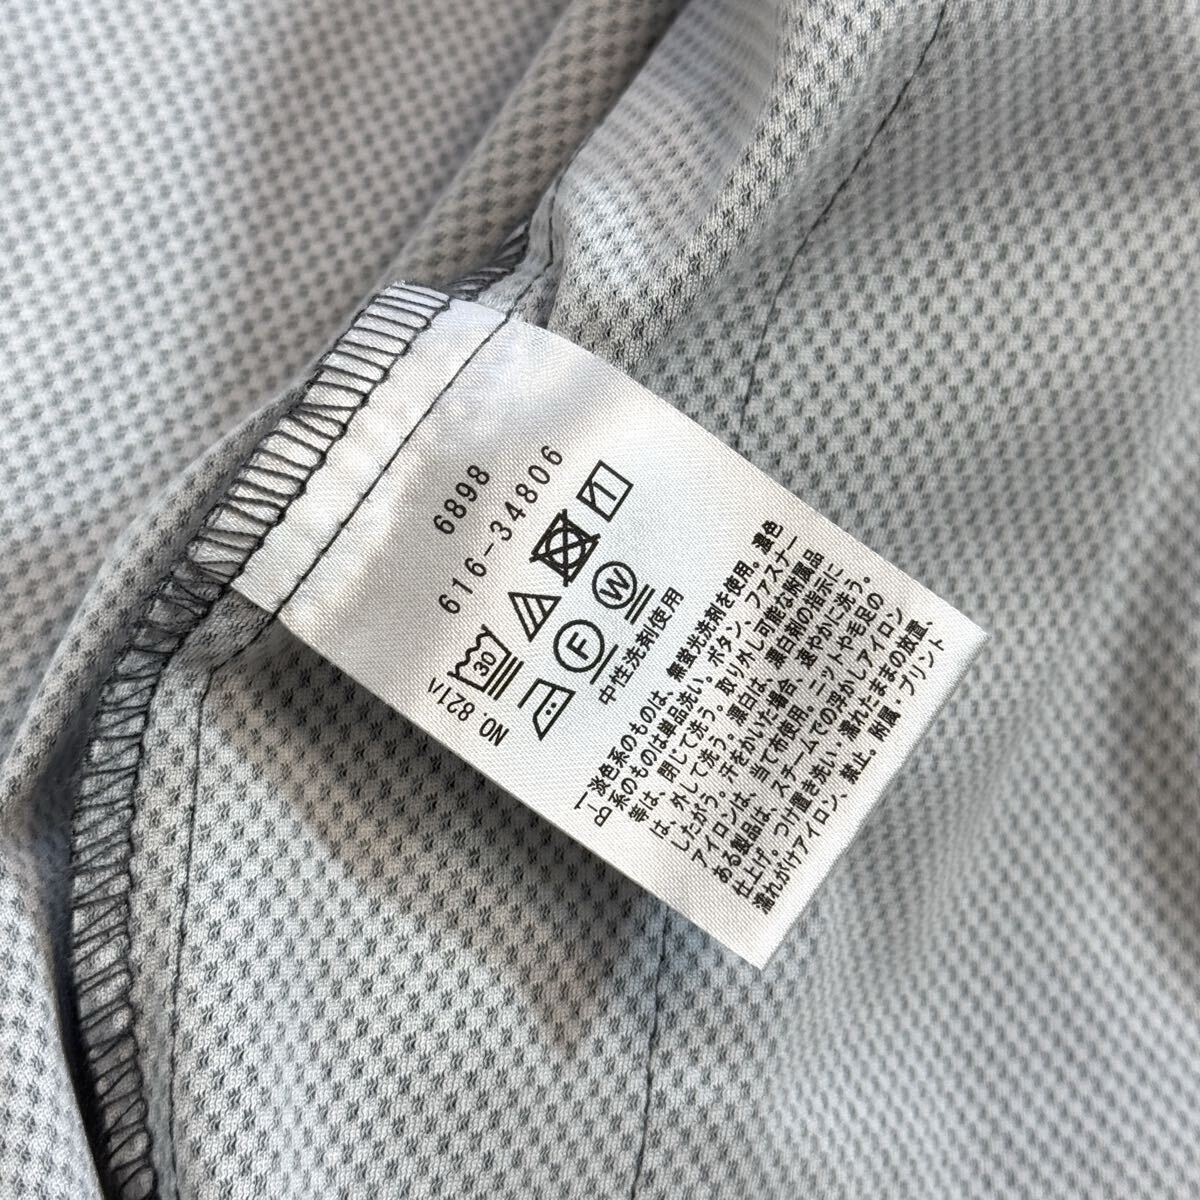 6898
616-34806
30
W
F
中性洗剤使用
NO. 821ハ
B-1
淡色系のものは、無蛍光洗剤を使用。濃色
系のものは単品洗い。ボタン、ファスナー
等は、閉じて洗う。取り外し可能な附属品
は、外して洗う。漂白は、漂白剤の指示に
したがう。汗をかいた場合、速やかに洗う。
アイロンは、当て布使用。ニットや毛足の
ある製品は、スチームでの浮かしアイロン
仕上げ。つけ置き洗い、濡れたままの放置、
濡れがけアイロン、禁止。附属・プリント